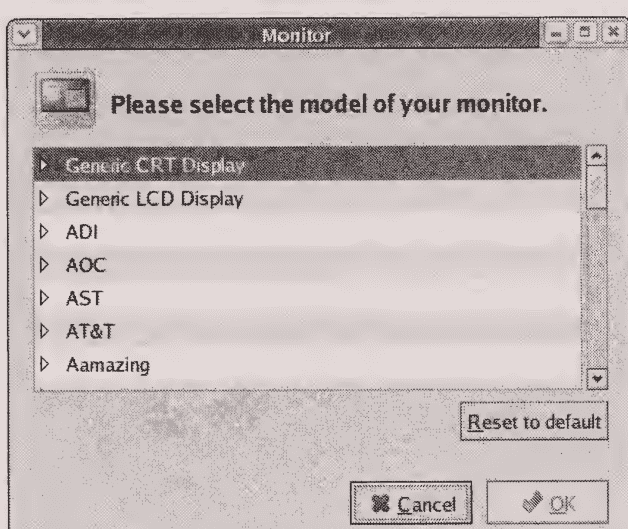 Monitor
Please select the model of your monitor.
Generic CRT Display
Generic LCD Display
ADI
AOC
AST
AT&T
Aamazing
Reset to default
Cancel
OK